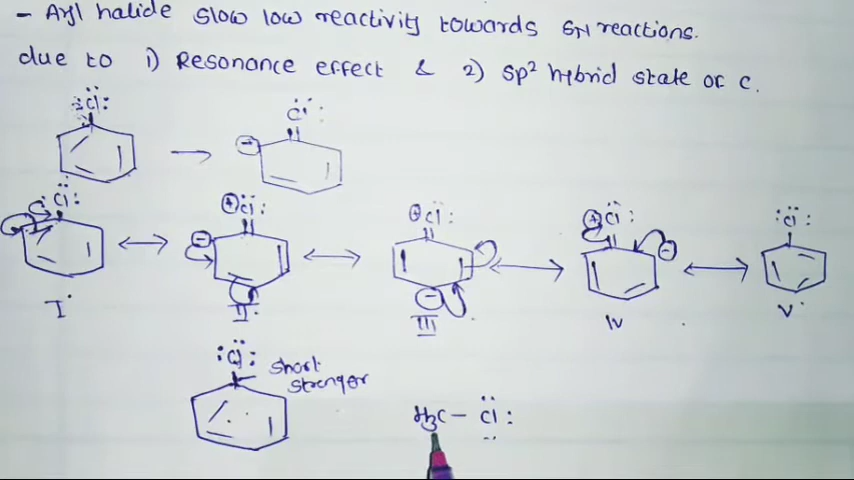 - Aryl halide slow low reactivity towards SN reactions.
due to 1) Resonance effect & 2) Sp² hybrid state of C.
:Cl: → Cl:
:Cl: ↔ ⊕Cl: ↔ ⊕Cl: ↔ ⊕Cl: ↔ :Cl:
I II III IV V
:Cl: short
stronger
H3C – Cl: